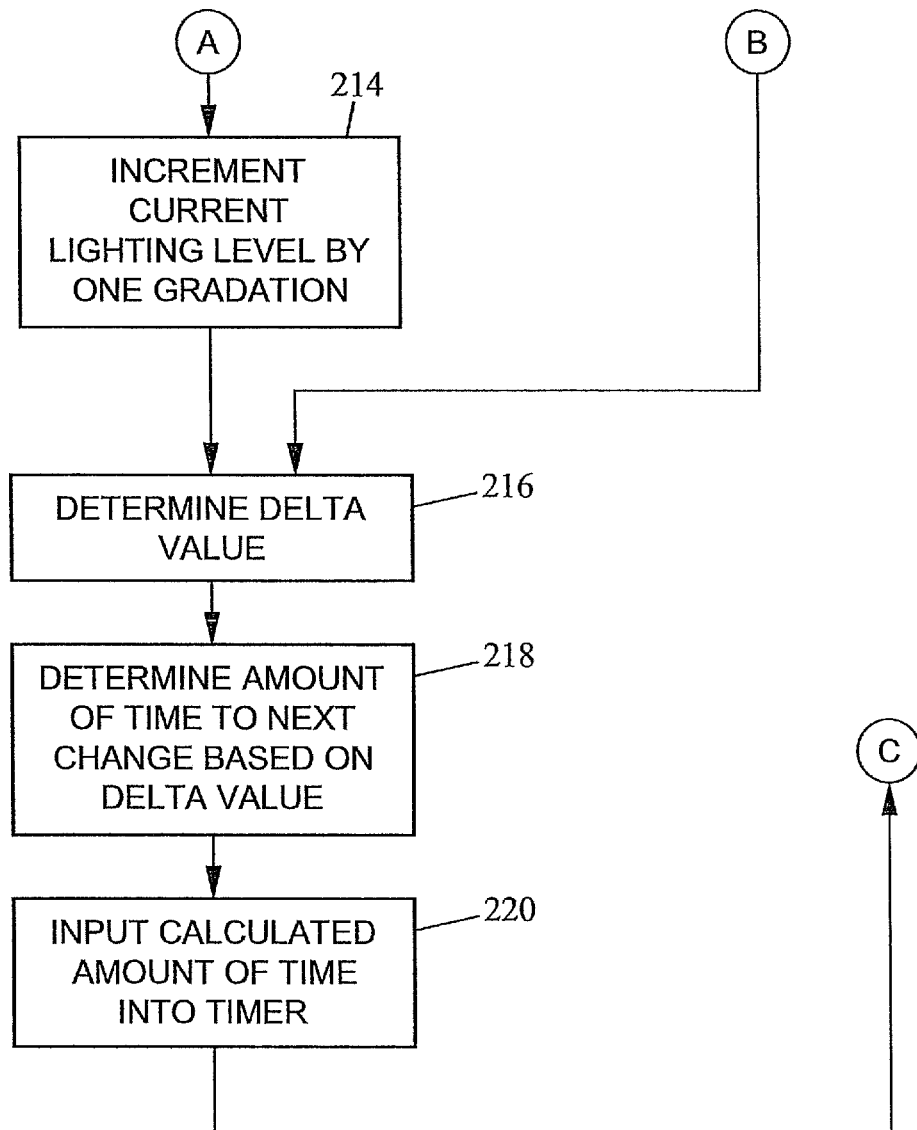 A
B
214
INCREMENT
CURRENT
LIGHTING LEVEL BY
ONE GRADATION
216
DETERMINE DELTA
VALUE
218
DETERMINE AMOUNT
OF TIME TO NEXT
CHANGE BASED ON
DELTA VALUE
C
220
INPUT CALCULATED
AMOUNT OF TIME
INTO TIMER